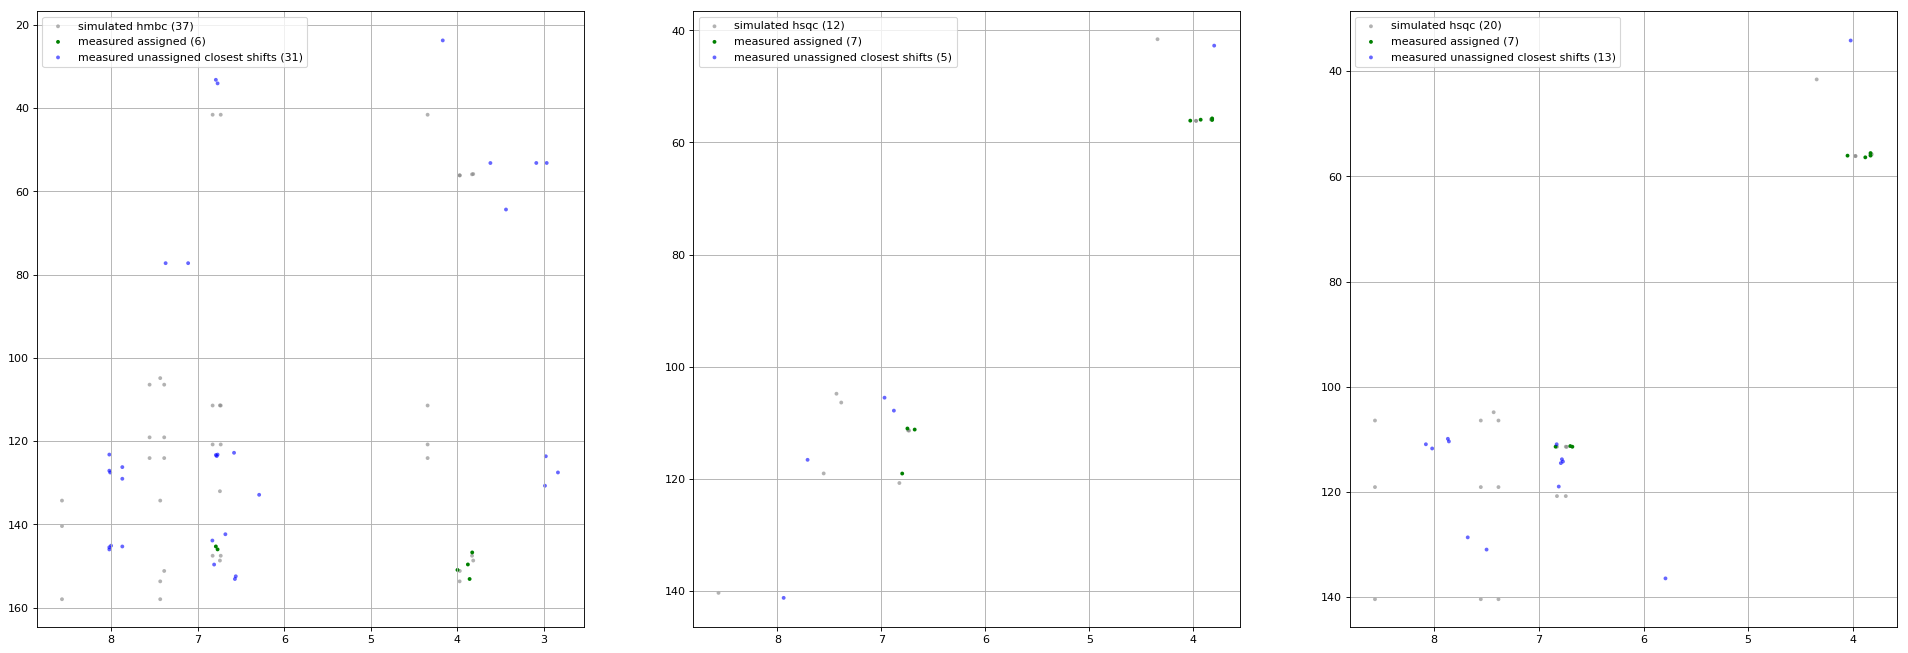 simulated hmbc (37)
measured assigned (6)
measured unassigned closest shifts (31)
20
40
60
80
100
120
140
160
8 7 6 5 4 3
simulated hsqc (12)
measured assigned (7)
measured unassigned closest shifts (5)
40
60
80
100
120
140
8 7 6 5 4
simulated hsqc (20)
measured assigned (7)
measured unassigned closest shifts (13)
40
60
80
100
120
140
8 7 6 5 4